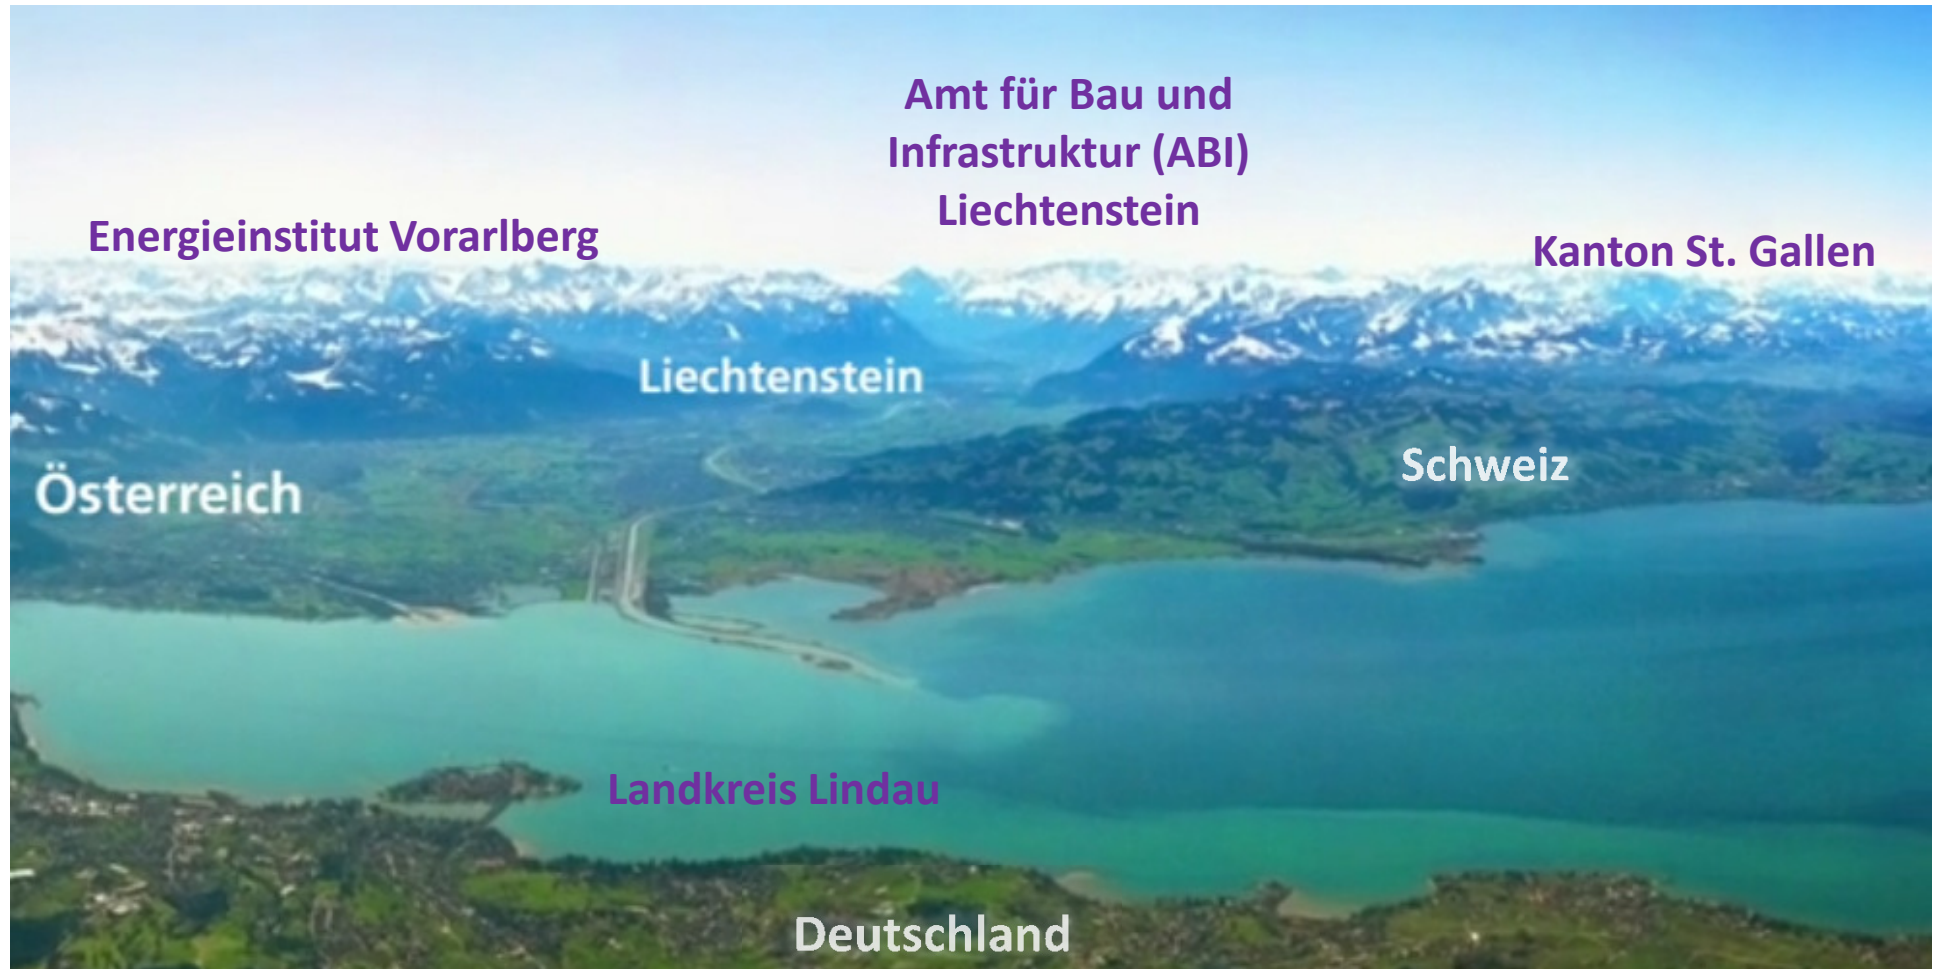 Amt für Bau und
Infrastruktur (ABI)
Liechtenstein
Energieinstitut Vorarlberg
Kanton St. Gallen
Liechtenstein
Schweiz
Österreich
Landkreis Lindau
Deutschland